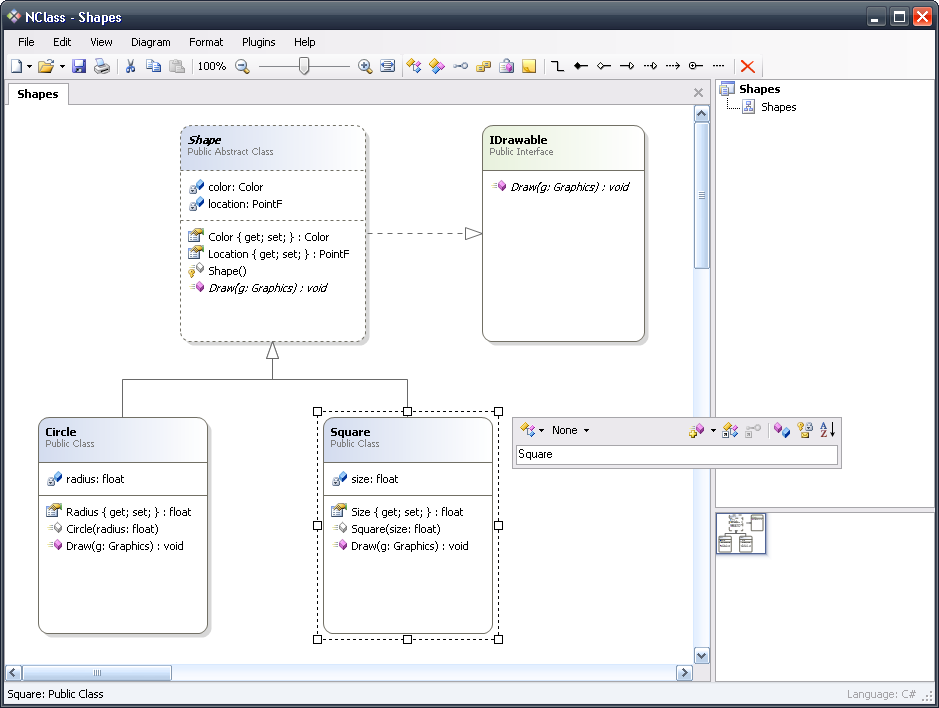 NClass - Shapes
File Edit View Diagram Format Plugins Help
100%
Shapes
Shapes
Shapes
Shape
Public Abstract Class
color: Color
location: PointF
Color { get; set; } : Color
Location { get; set; } : PointF
Shape()
Draw(g: Graphics) : void
IDrawable
Public Interface
Draw(g: Graphics) : void
Circle
Public Class
radius: float
Radius { get; set; } : float
Circle(radius: float)
Draw(g: Graphics) : void
Square
Public Class
size: float
Size { get; set; } : float
Square(size: float)
Draw(g: Graphics) : void
None
A
Z
Square
Square: Public Class
Language: C#